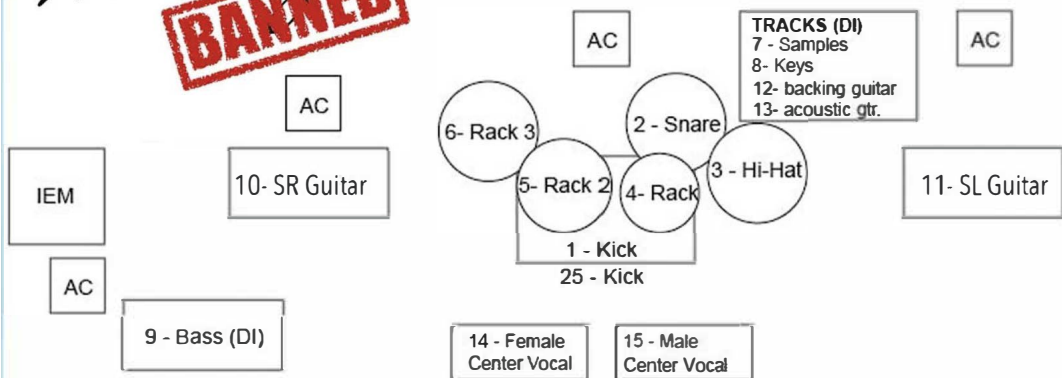 BANNED
AC
TRACKS (DI)
7 - Samples
8- Keys
12- backing guitar
13- acoustic gtr.
AC
AC
6- Rack 3
2 - Snare
IEM
10- SR Guitar
5- Rack 2
4- Rack
3 - Hi-Hat
11- SL Guitar
1 - Kick
25 - Kick
AC
9 - Bass (DI)
14 - Female
Center Vocal
15 - Male
Center Vocal